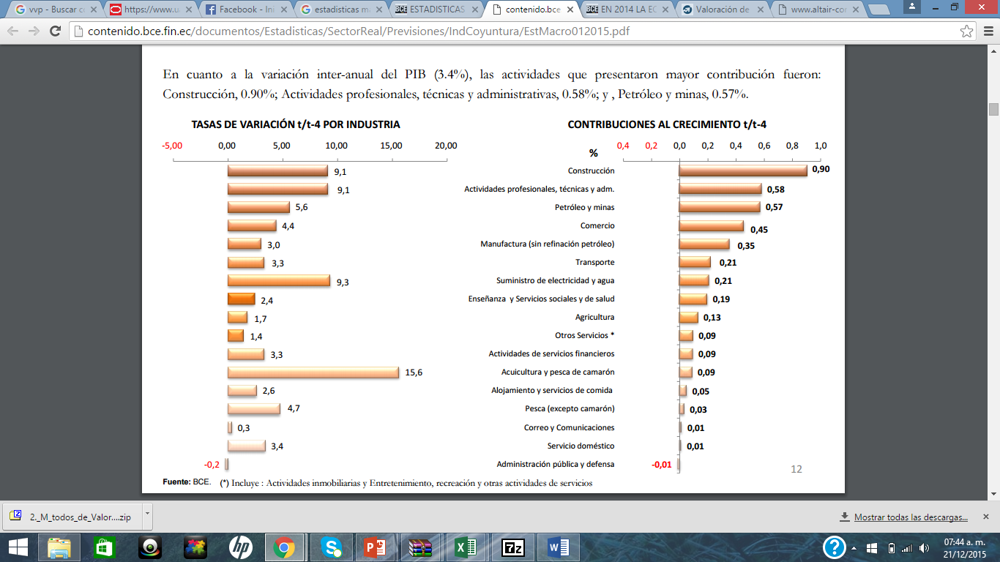 vvp - Buscar c
https://www.u
Facebook - Ini
estadisticas m
BCE ESTADISTICAS
contenido.bce
BCE EN 2014 LA EC
Valoración de
www.altair-co
contenido.bce.fin.ec/documentos/Estadisticas/SectorReal/Previsiones/IndCoyuntura/EstMacro012015.pdf
En cuanto a la variación inter-anual del PIB (3.4%), las actividades que presentaron mayor contribución fueron:
Construcción, 0.90%; Actividades profesionales, técnicas y administrativas, 0.58%; y , Petróleo y minas, 0.57%.
TASAS DE VARIACIÓN t/t-4 POR INDUSTRIA
CONTRIBUCIONES AL CRECIMIENTO t/t-4
-5,00 0,00 5,00 10,00 15,00 20,00
% 0,4 0,2 0,0 0,2 0,4 0,6 0,8 1,0
9,1 Construcción 0,90
9,1 Actividades profesionales, técnicas y adm. 0,58
5,6 Petróleo y minas 0,57
4,4 Comercio 0,45
3,0 Manufactura (sin refinación petróleo) 0,35
3,3 Transporte 0,21
9,3 Suministro de electricidad y agua 0,21
2,4 Enseñanza y Servicios sociales y de salud 0,19
1,7 Agricultura 0,13
1,4 Otros Servicios * 0,09
3,3 Actividades de servicios financieros 0,09
15,6 Acuicultura y pesca de camarón 0,09
2,6 Alojamiento y servicios de comida 0,05
4,7 Pesca (excepto camarón) 0,03
0,3 Correo y Comunicaciones 0,01
3,4 Servicio doméstico 0,01
-0,2 Administración pública y defensa -0,01
12
Fuente: BCE. (*) Incluye : Actividades inmobiliarias y Entretenimiento, recreación y otras actividades de servicios
2._M_todos_de_Valor....zip
Mostrar todas las descargas...
hp
7z
07:44 a. m.
21/12/2015